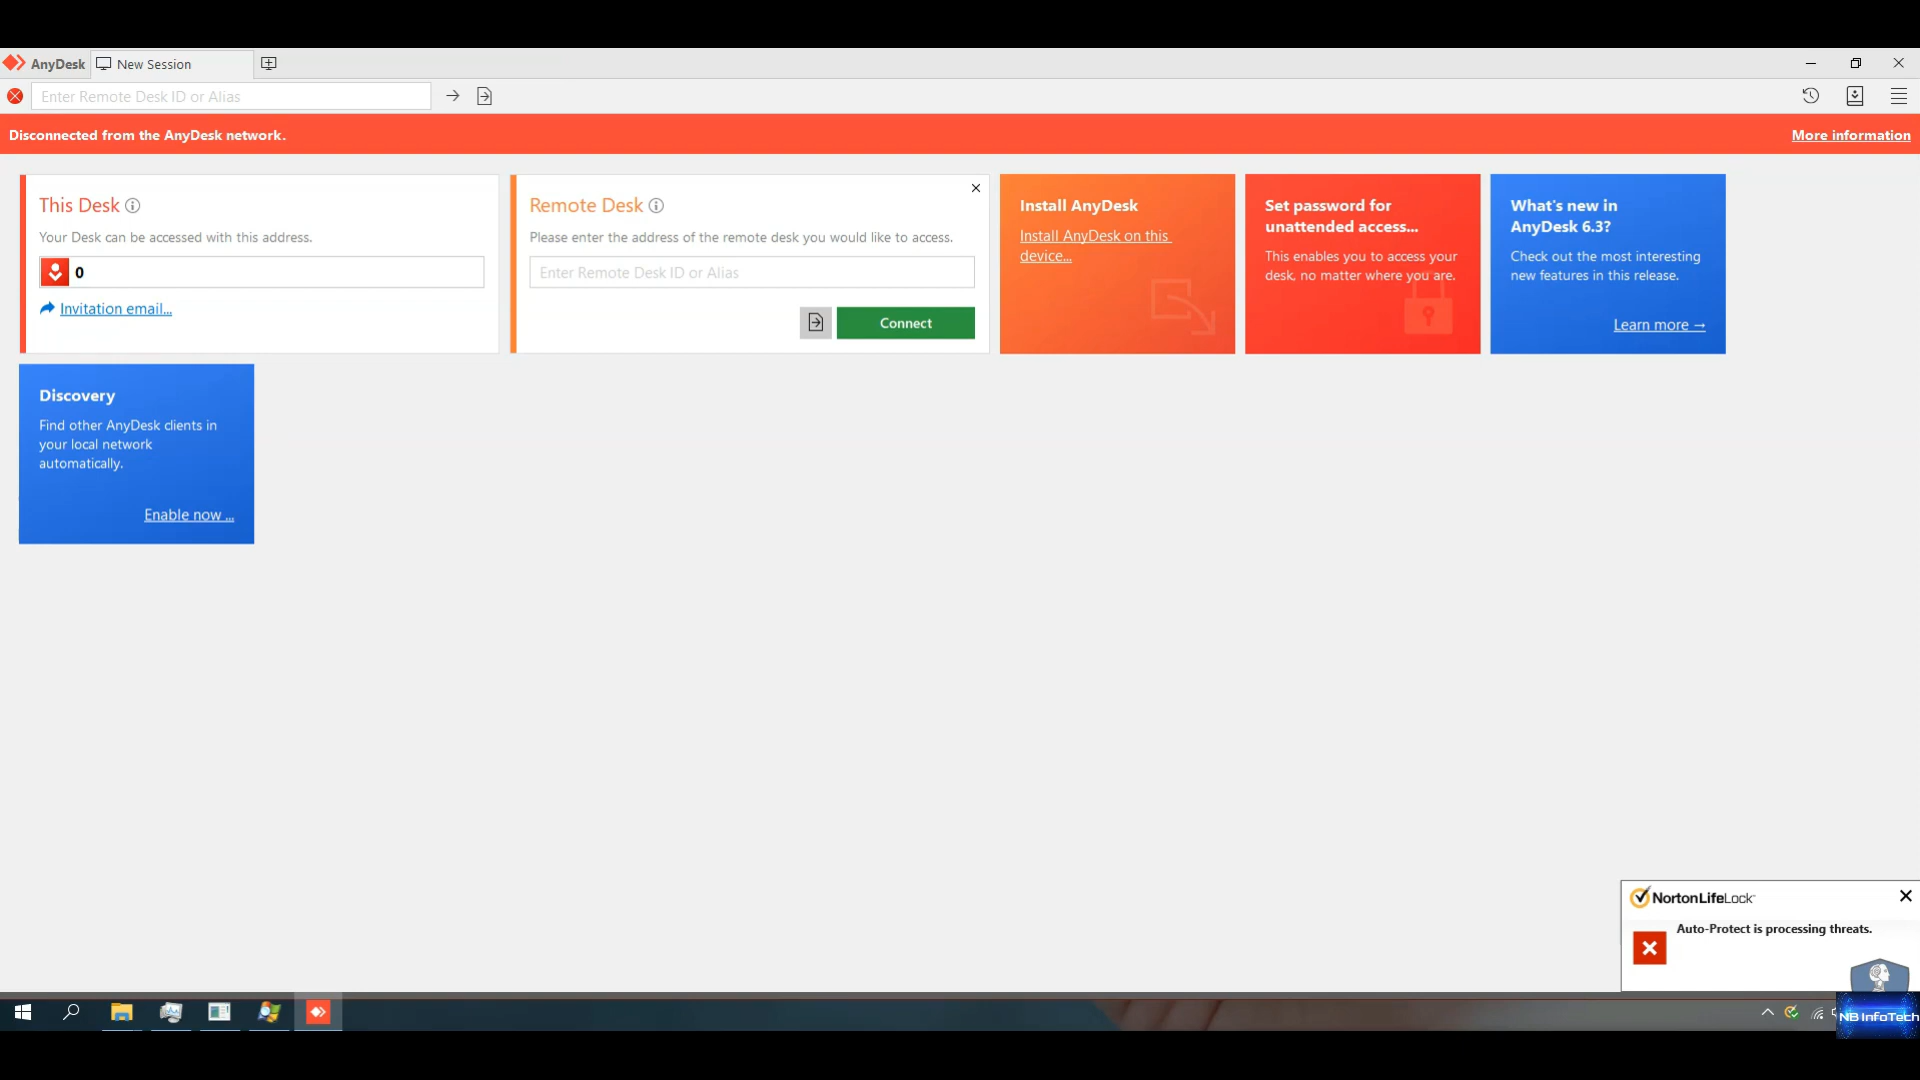 AnyDesk
New Session
Enter Remote Desk ID or Alias
Disconnected from the AnyDesk network.
More information
This Desk
Your Desk can be accessed with this address.
0
Invitation email...
Remote Desk
Please enter the address of the remote desk you would like to access.
Enter Remote Desk ID or Alias
Connect
Install AnyDesk
Install AnyDesk on this
device...
Set password for
unattended access...
This enables you to access your
desk, no matter where you are.
What's new in
AnyDesk 6.3?
Check out the most interesting
new features in this release.
Learn more →
Discovery
Find other AnyDesk clients in
your local network
automatically.
Enable now ...
NortonLifeLock
Auto-Protect is processing threats.
NB InfoTech